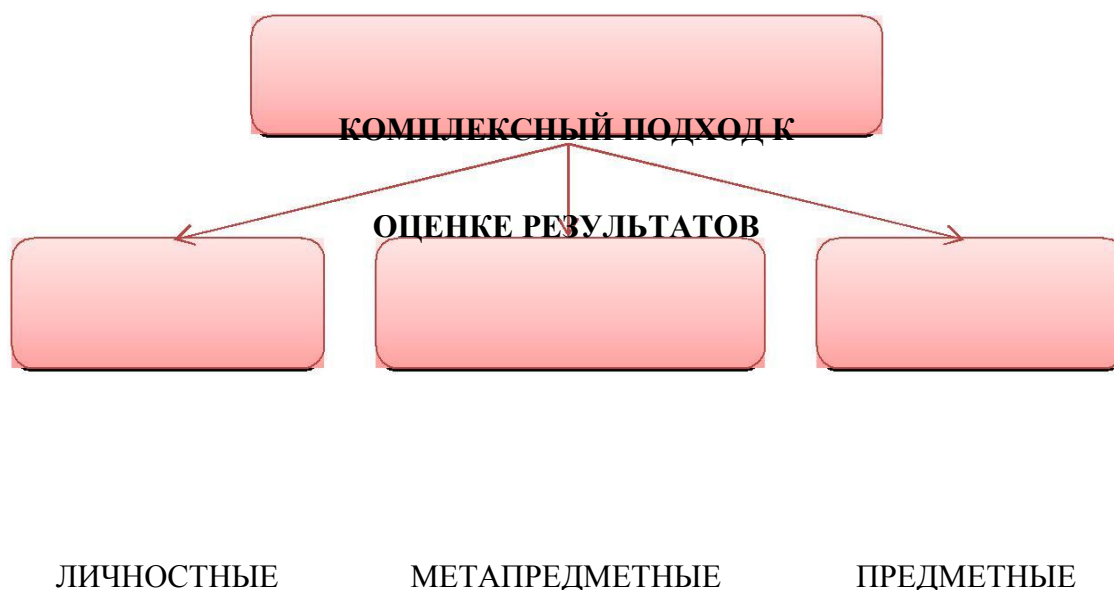 КОМПЛЕКСНЫЙ ПОДХОД К
ОЦЕНКЕ РЕЗУЛЬТАТОВ
ЛИЧНОСТНЫЕ МЕТАПРЕДМЕТНЫЕ ПРЕДМЕТНЫЕ